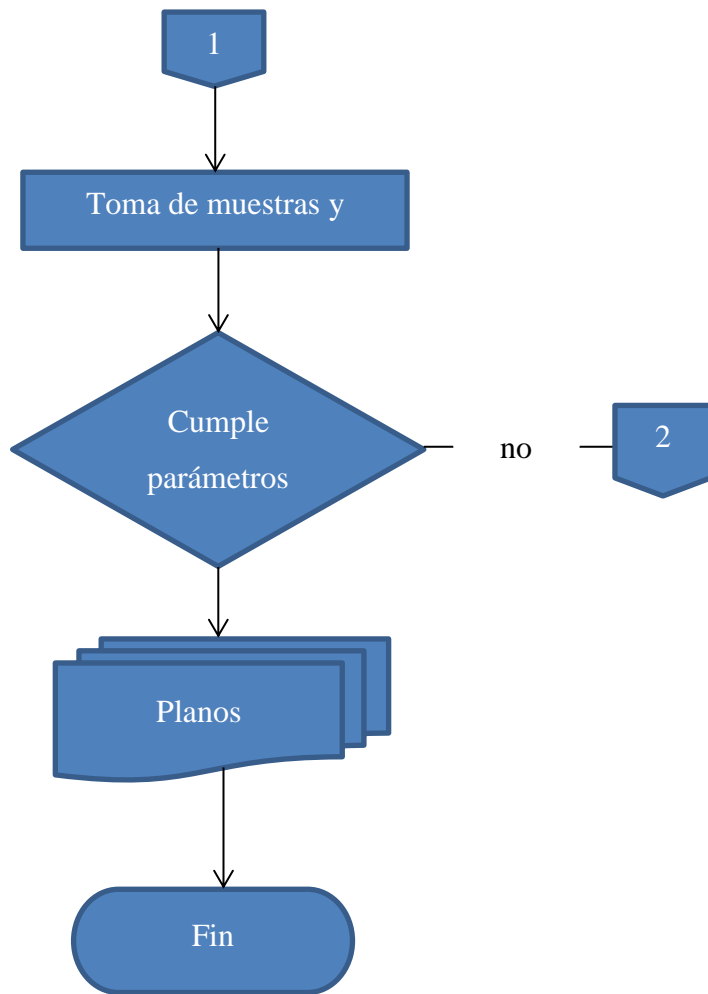 1
Toma de muestras y
Cumple
parámetros
no
2
Planos
Fin